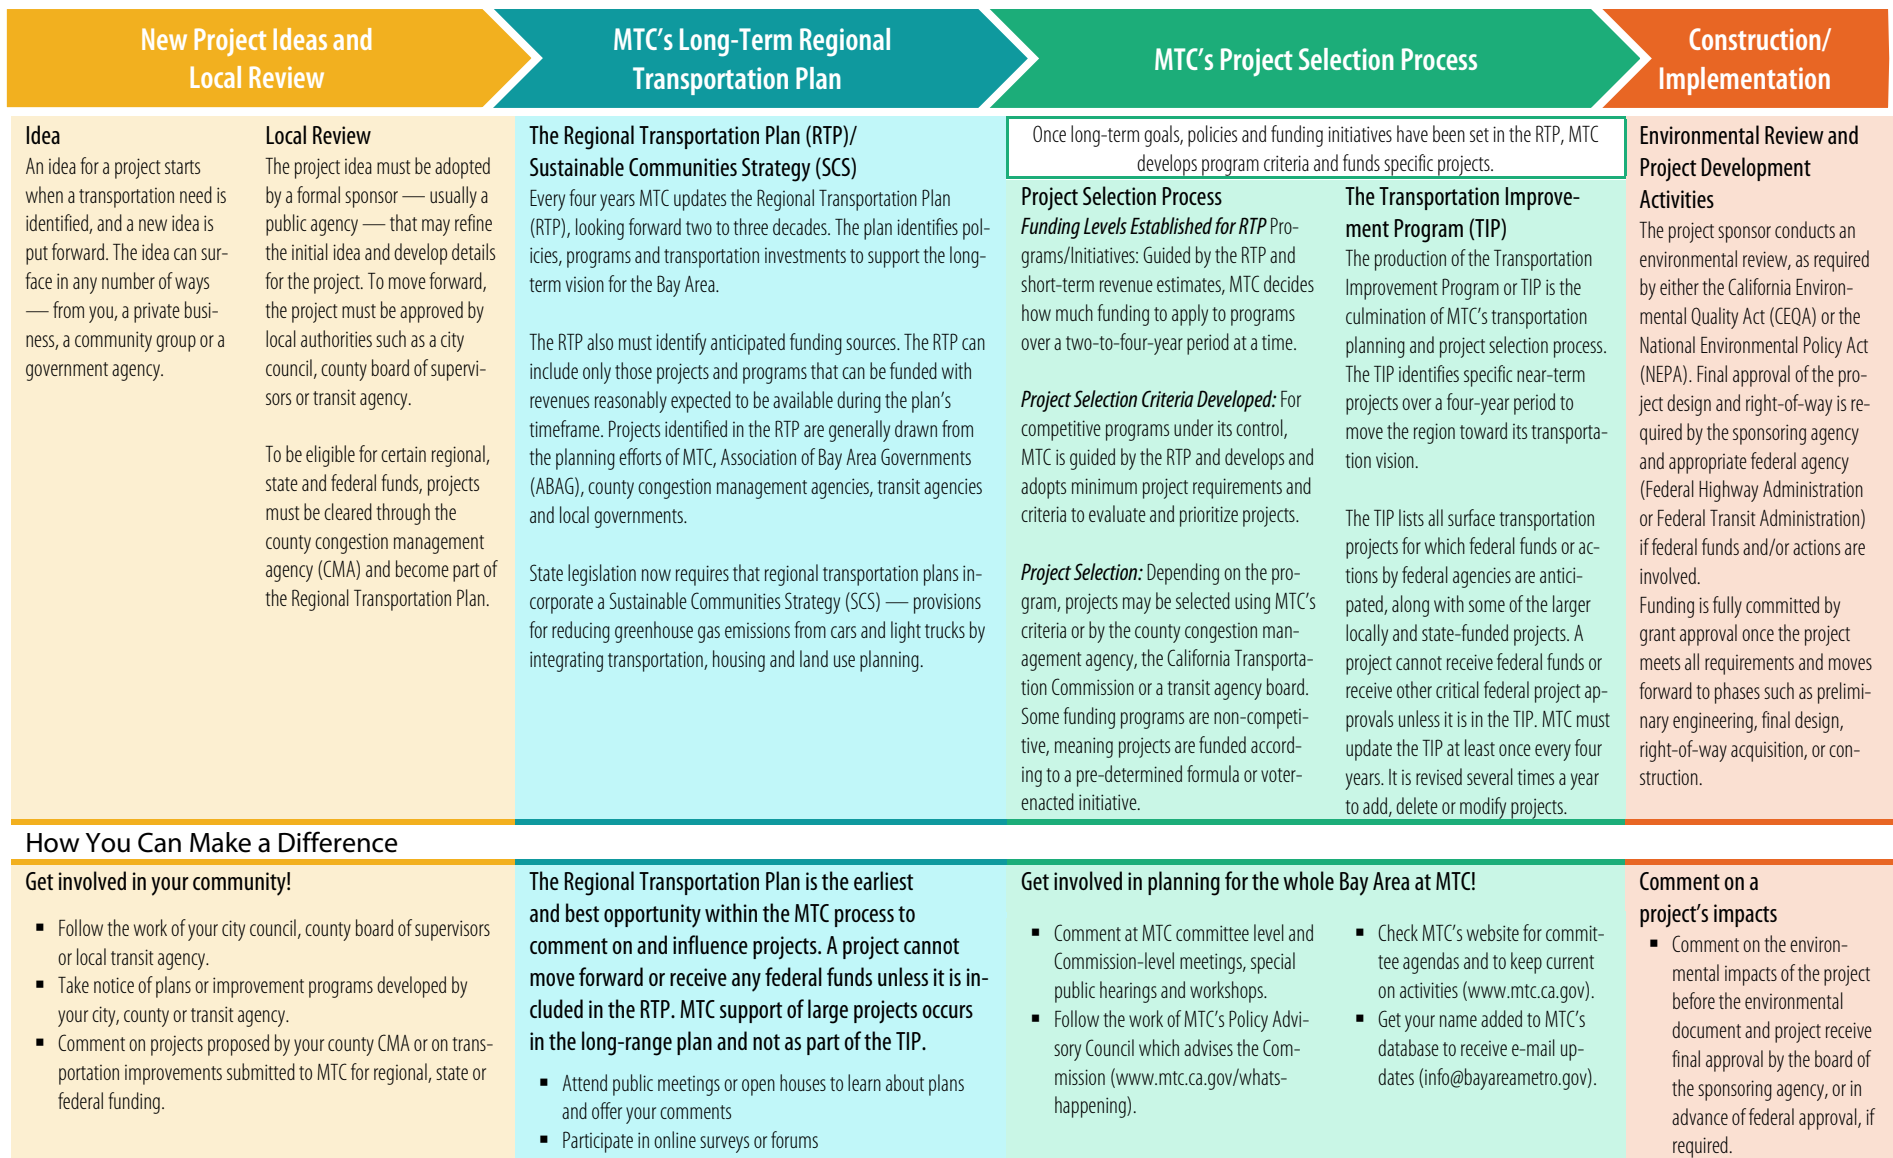 New Project Ideas and
Local Review
MTC’s Long-Term Regional
Transportation Plan
MTC’s Project Selection Process
Construction/
Implementation
Idea
An idea for a project starts
when a transportation need is
identified, and a new idea is
put forward. The idea can sur-
face in any number of ways
— from you, a private busi-
ness, a community group or a
government agency.
Local Review
The project idea must be adopted
by a formal sponsor — usually a
public agency — that may refine
the initial idea and develop details
for the project. To move forward,
the project must be approved by
local authorities such as a city
council, county board of supervi-
sors or transit agency.
To be eligible for certain regional,
state and federal funds, projects
must be cleared through the
county congestion management
agency (CMA) and become part of
the Regional Transportation Plan.
The Regional Transportation Plan (RTP)/
Sustainable Communities Strategy (SCS)
Every four years MTC updates the Regional Transportation Plan
(RTP), looking forward two to three decades. The plan identifies pol-
icies, programs and transportation investments to support the long-
term vision for the Bay Area.
The RTP also must identify anticipated funding sources. The RTP can
include only those projects and programs that can be funded with
revenues reasonably expected to be available during the plan’s
timeframe. Projects identified in the RTP are generally drawn from
the planning efforts of MTC, Association of Bay Area Governments
(ABAG), county congestion management agencies, transit agencies
and local governments.
State legislation now requires that regional transportation plans in-
corporate a Sustainable Communities Strategy (SCS) — provisions
for reducing greenhouse gas emissions from cars and light trucks by
integrating transportation, housing and land use planning.
Once long-term goals, policies and funding initiatives have been set in the RTP, MTC
develops program criteria and funds specific projects.
Project Selection Process
Funding Levels Established for RTP Pro-
grams/Initiatives: Guided by the RTP and
short-term revenue estimates, MTC decides
how much funding to apply to programs
over a two-to-four-year period at a time.
Project Selection Criteria Developed: For
competitive programs under its control,
MTC is guided by the RTP and develops and
adopts minimum project requirements and
criteria to evaluate and prioritize projects.
Project Selection: Depending on the pro-
gram, projects may be selected using MTC’s
criteria or by the county congestion man-
agement agency, the California Transporta-
tion Commission or a transit agency board.
Some funding programs are non-competi-
tive, meaning projects are funded accord-
ing to a pre-determined formula or voter-
enacted initiative.
The Transportation Improve-
ment Program (TIP)
The production of the Transportation
Improvement Program or TIP is the
culmination of MTC’s transportation
planning and project selection process.
The TIP identifies specific near-term
projects over a four-year period to
move the region toward its transporta-
tion vision.
The TIP lists all surface transportation
projects for which federal funds or ac-
tions by federal agencies are antici-
pated, along with some of the larger
locally and state-funded projects. A
project cannot receive federal funds or
receive other critical federal project ap-
provals unless it is in the TIP. MTC must
update the TIP at least once every four
years. It is revised several times a year
to add, delete or modify projects.
Environmental Review and
Project Development
Activities
The project sponsor conducts an
environmental review, as required
by either the California Environ-
mental Quality Act (CEQA) or the
National Environmental Policy Act
(NEPA). Final approval of the pro-
ject design and right-of-way is re-
quired by the sponsoring agency
and appropriate federal agency
(Federal Highway Administration
or Federal Transit Administration)
if federal funds and/or actions are
involved.
Funding is fully committed by
grant approval once the project
meets all requirements and moves
forward to phases such as prelimi-
nary engineering, final design,
right-of-way acquisition, or con-
struction.
How You Can Make a Difference
Get involved in your community!
▪ Follow the work of your city council, county board of supervisors
or local transit agency.
▪ Take notice of plans or improvement programs developed by
your city, county or transit agency.
▪ Comment on projects proposed by your county CMA or on trans-
portation improvements submitted to MTC for regional, state or
federal funding.
The Regional Transportation Plan is the earliest
and best opportunity within the MTC process to
comment on and influence projects. A project cannot
move forward or receive any federal funds unless it is in-
cluded in the RTP. MTC support of large projects occurs
in the long-range plan and not as part of the TIP.
▪ Attend public meetings or open houses to learn about plans
and offer your comments
▪ Participate in online surveys or forums
Get involved in planning for the whole Bay Area at MTC!
▪ Comment at MTC committee level and
Commission-level meetings, special
public hearings and workshops.
▪ Follow the work of MTC’s Policy Advi-
sory Council which advises the Com-
mission (www.mtc.ca.gov/whats-
happening).
▪ Check MTC’s website for commit-
tee agendas and to keep current
on activities (www.mtc.ca.gov).
▪ Get your name added to MTC’s
database to receive e-mail up-
dates (info@bayareametro.gov).
Comment on a
project’s impacts
▪ Comment on the environ-
mental impacts of the project
before the environmental
document and project receive
final approval by the board of
the sponsoring agency, or in
advance of federal approval, if
required.